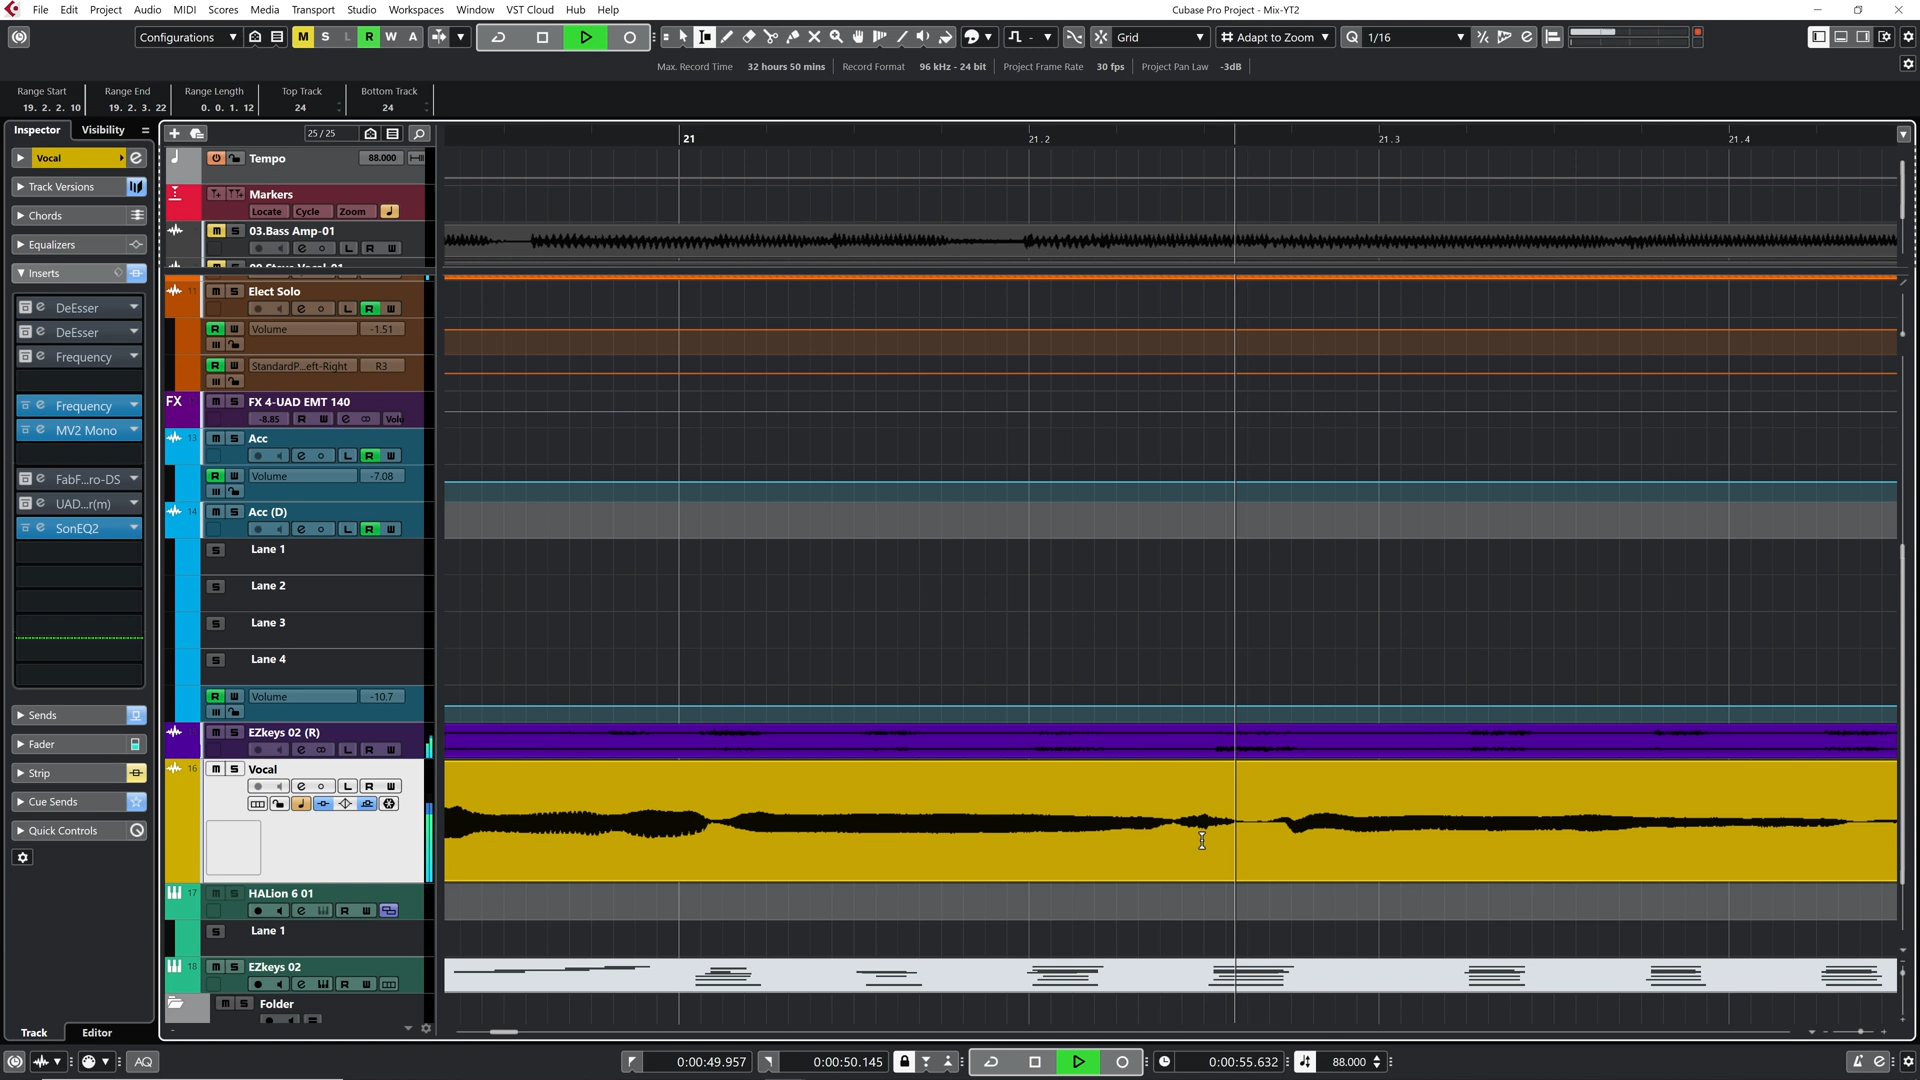 File Edit Project Audio MIDI Scores Media Transport Studio Workspaces Window VST Cloud Hub Help
Cubase Pro Project - Mix-YT2
Configurations M S L R W A Grid # Adapt to Zoom Q 1/16
Max. Record Time 32 hours 50 mins Record Format 96 kHz - 24 bit Project Frame Rate 30 fps Project Pan Law -3dB
Range Start Range End Range Length Top Track Bottom Track
19. 2. 2. 10 19. 2. 3. 22 0. 0. 1. 12 24 24
Inspector Visibility
25 / 25
21 21.2 21.3 21.4
Vocal
Track Versions
Chords
Equalizers
Inserts
DeEsser
DeEsser
Frequency
Frequency
MV2 Mono
FabF...ro-DS
UAD...r(m)
SonEQ2
Sends
Fader
Strip
Cue Sends
Quick Controls
Track Editor
Tempo 88.000
Markers
Locate Cycle Zoom
M S 03.Bass Amp-01
L R W
11 m S Elect Solo
L R W
R W Volume -1.51
R W StandardP...eft-Right R3
FX m S FX 4-UAD EMT 140
-8.85 R W Volu
13 m S Acc
L R W
R W Volume -7.08
14 m S Acc (D)
L R W
S Lane 1
S Lane 2
S Lane 3
S Lane 4
R W Volume -10.7
m S EZkeys 02 (R)
L R W
16 m S Vocal
L R W
17 m S HALion 6 01
R W
S Lane 1
18 m S EZkeys 02
R W
m S Folder
AQ 0:00:49.957 0:00:50.145 0:00:55.632 88.000